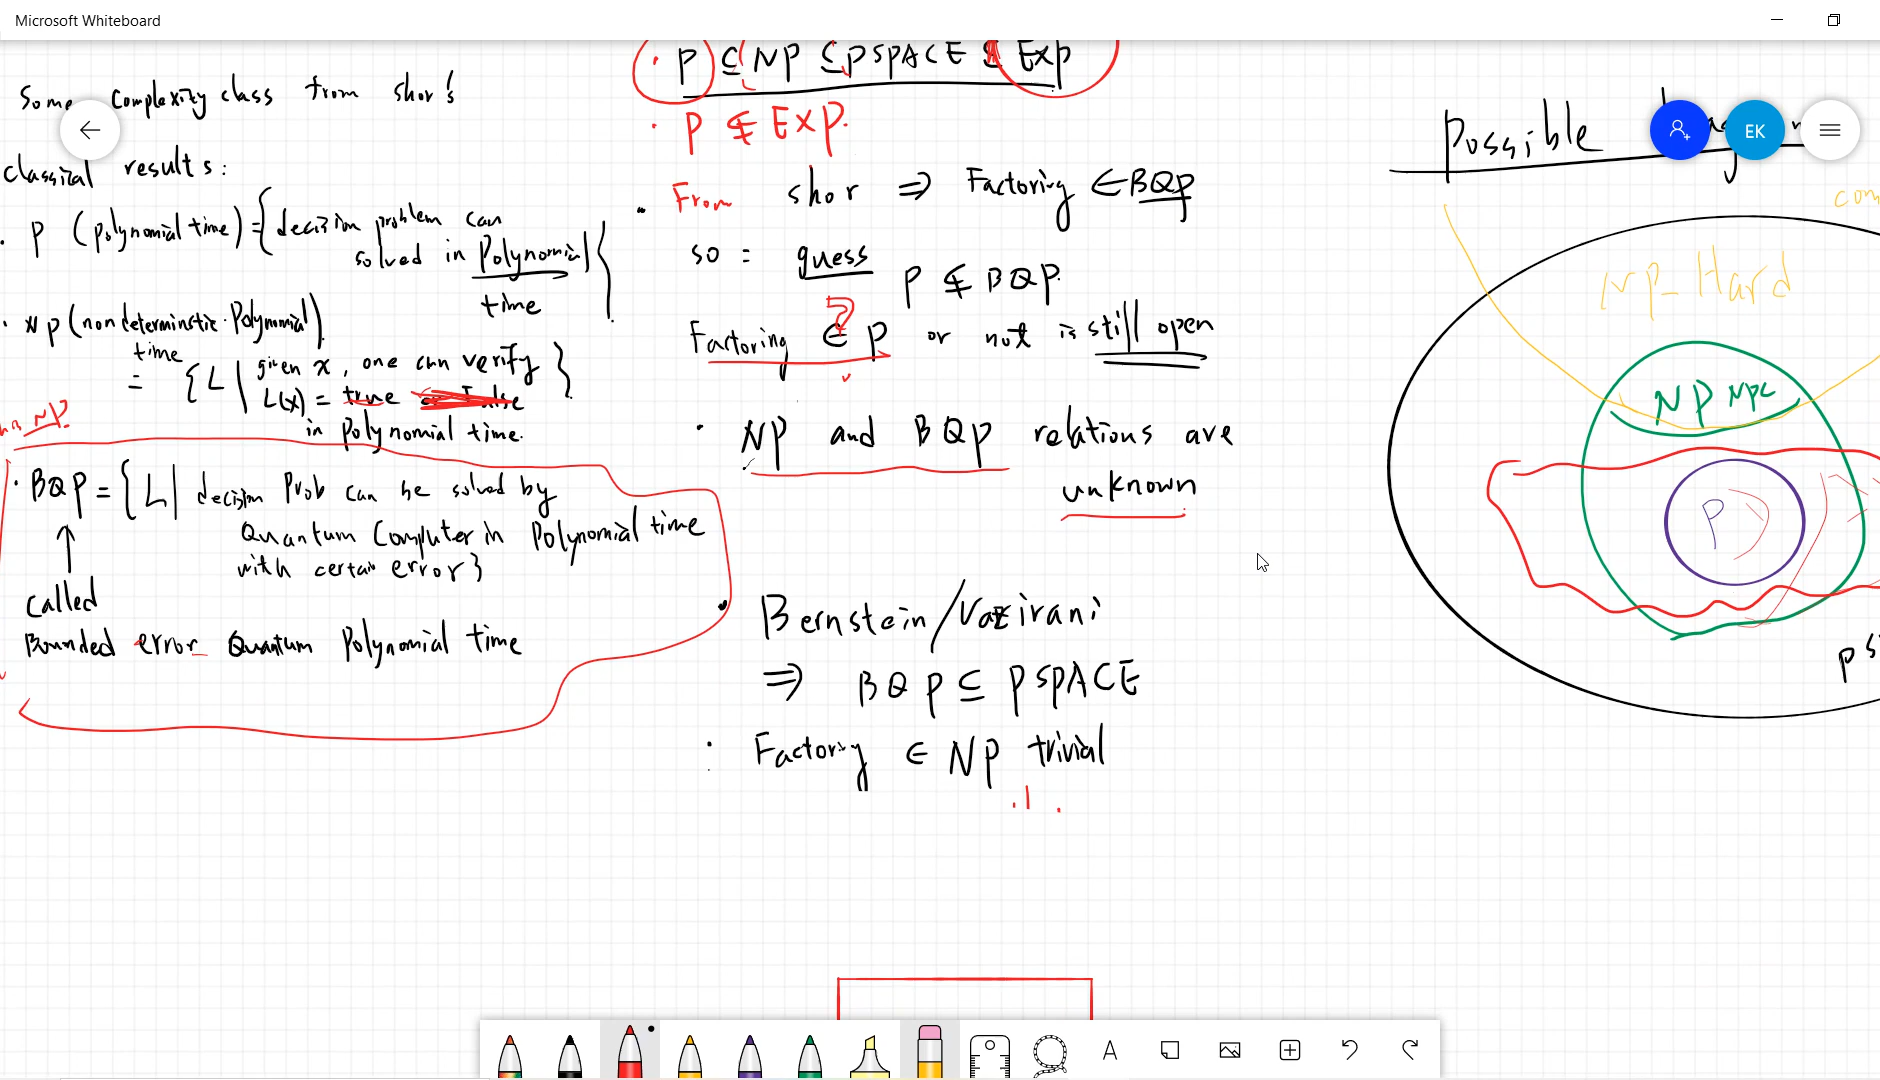 Microsoft Whiteboard
Some complexity class from shor's
classical results:
• P (polynomial time) = { decision problem can
solved in Polynomial
time }
• NP (nondeterminstic Polynomial)
time
= { L | given x, one can verify
L(x) = true
in polynomial time. }
NP
• BQP = { L | decision Prob can be solved by
Quantum Computer in Polynomial time
with certain error }
↑
called
Bounded error Quantum Polynomial time
• P ⊆ NP ⊆ PSPACE ⊆ EXP
• P ⊊ EXP.
• From shor ⇒ Factoring ∈ BQP
so : guess P ⊊ BQP.
?
Factoring ∈ P or not is still open
• NP and BQP relations are
unknown
• Bernstein/Vazirani
⇒ BQP ⊆ PSPACE
: Factoring ∈ NP trivial
Possible
EK
com
NP-Hard
NP NPC
P
PS
A